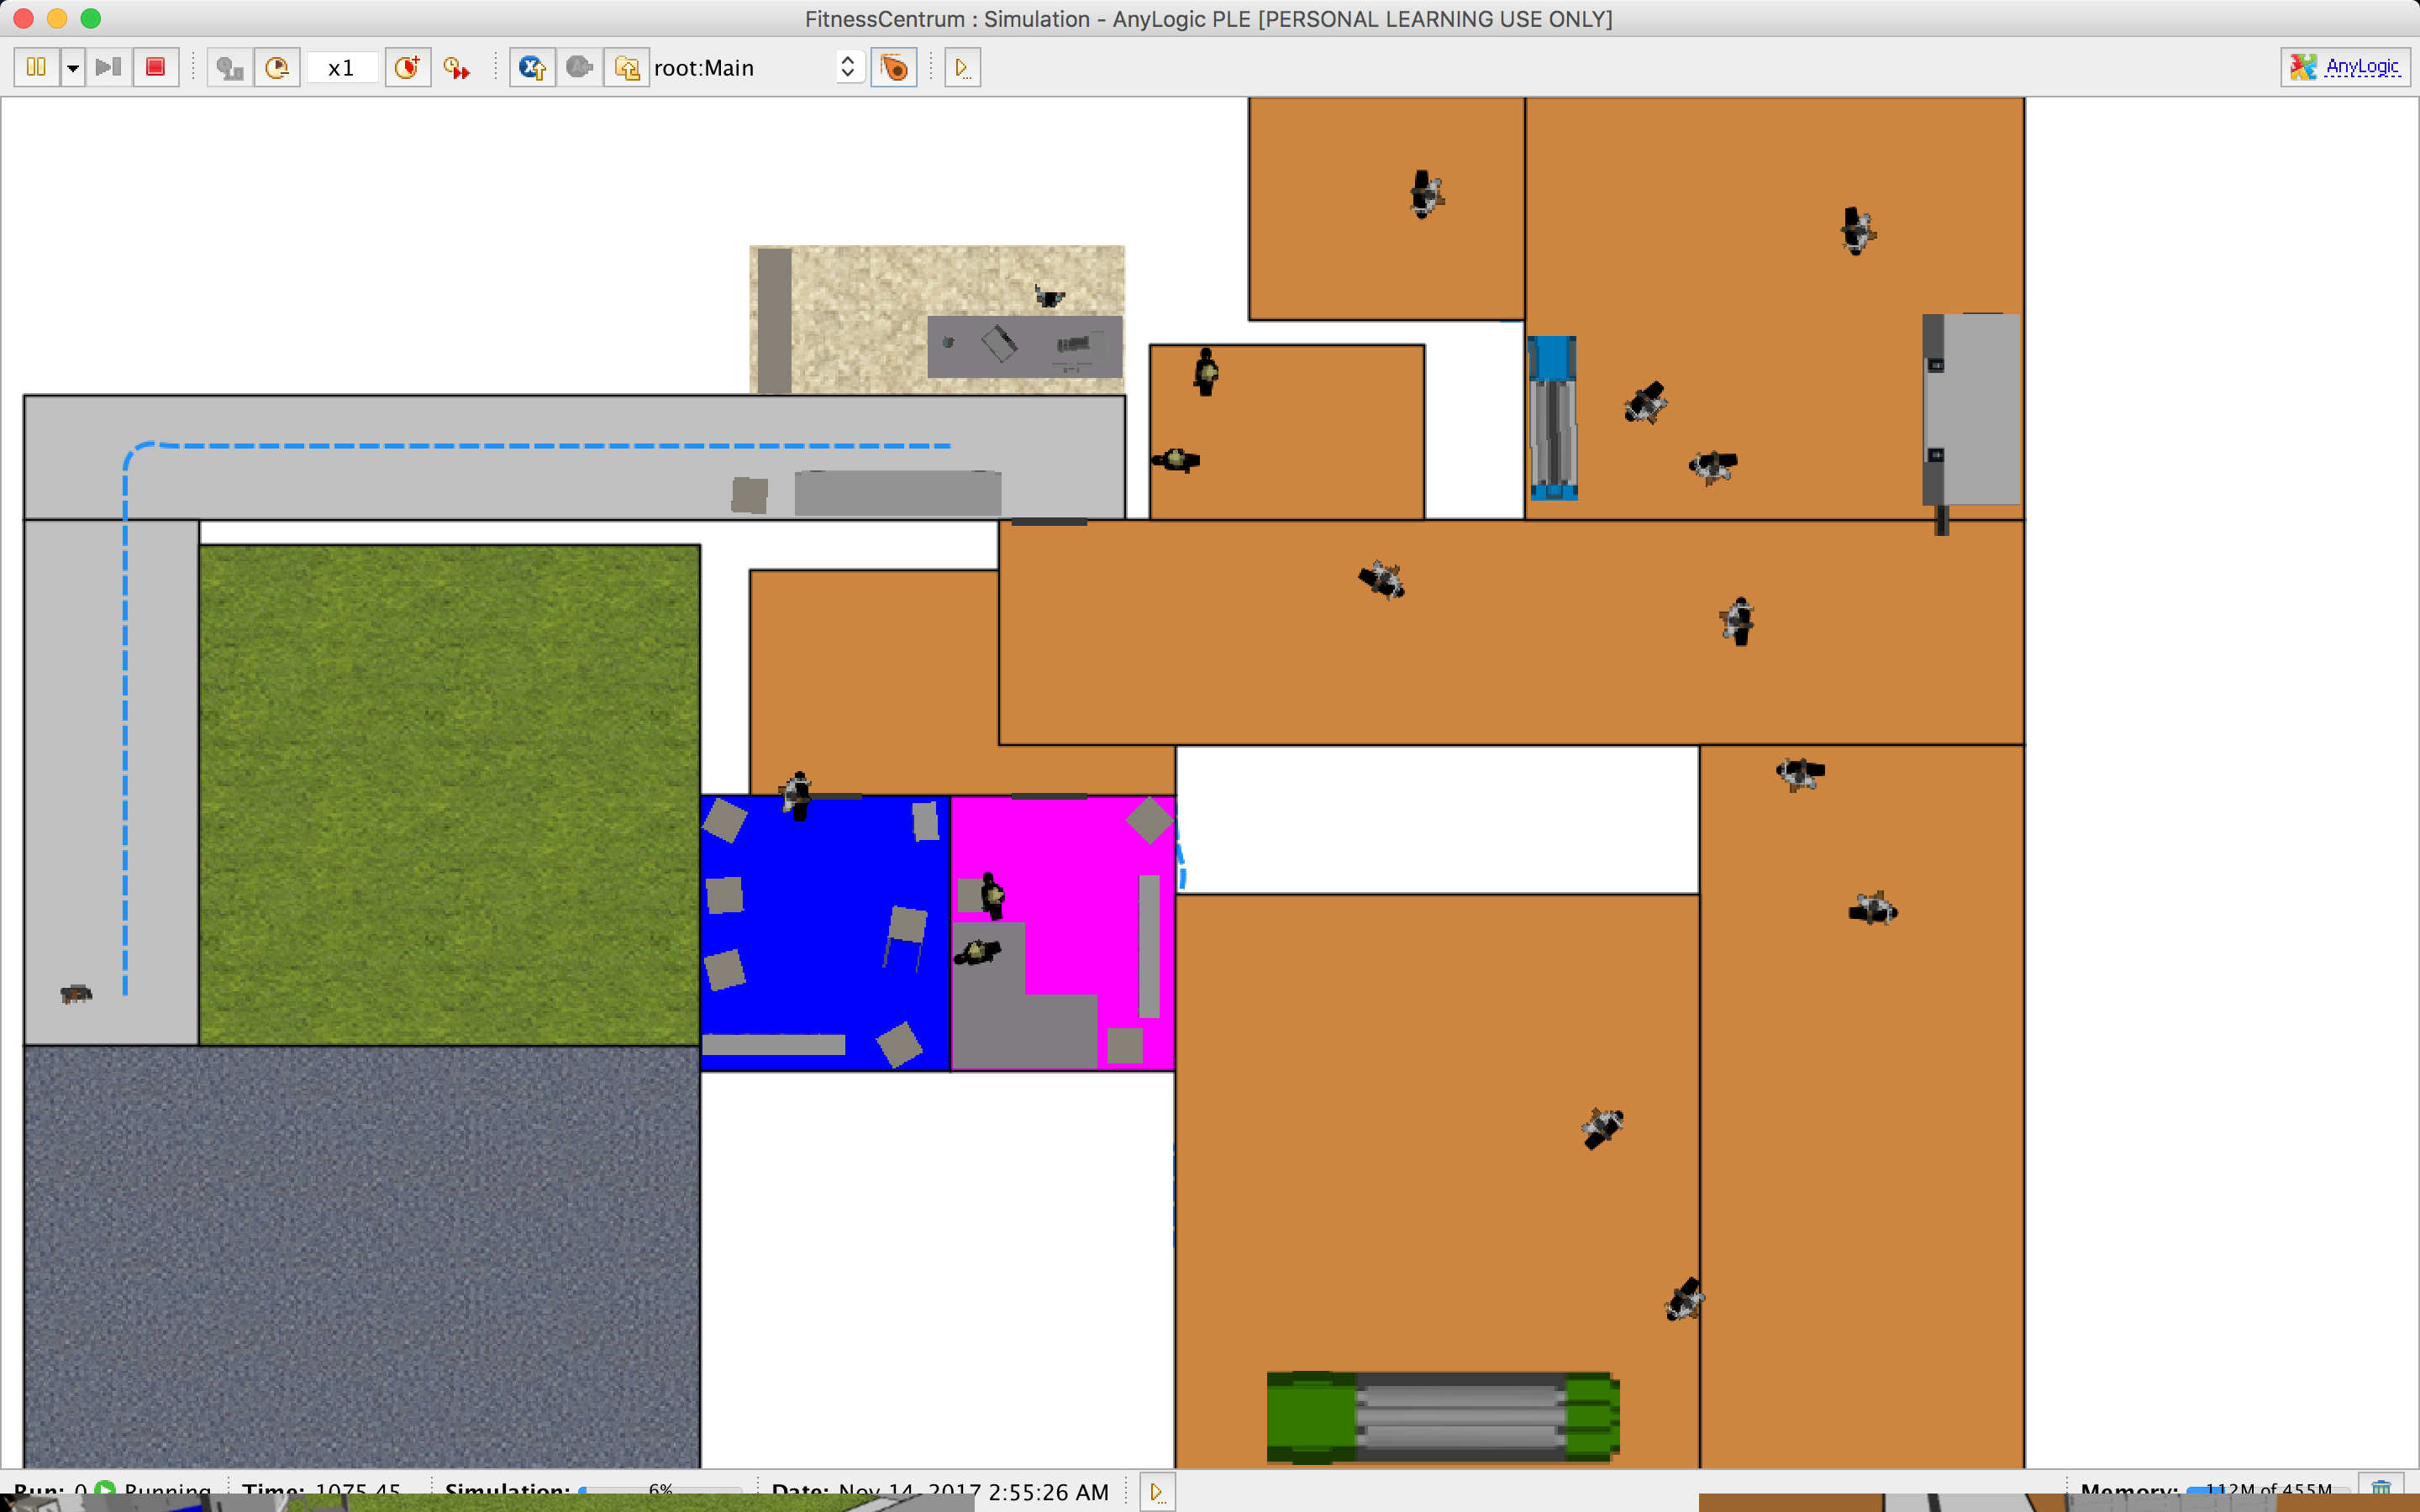 FitnessCentrum : Simulation - AnyLogic PLE [PERSONAL LEARNING USE ONLY]
x1 root:Main AnyLogic
Run: 0 Running Time: 1075.45 Simulation: 6% Date: Nov 14, 2017 2:55:26 AM Memory: 112M of 455M